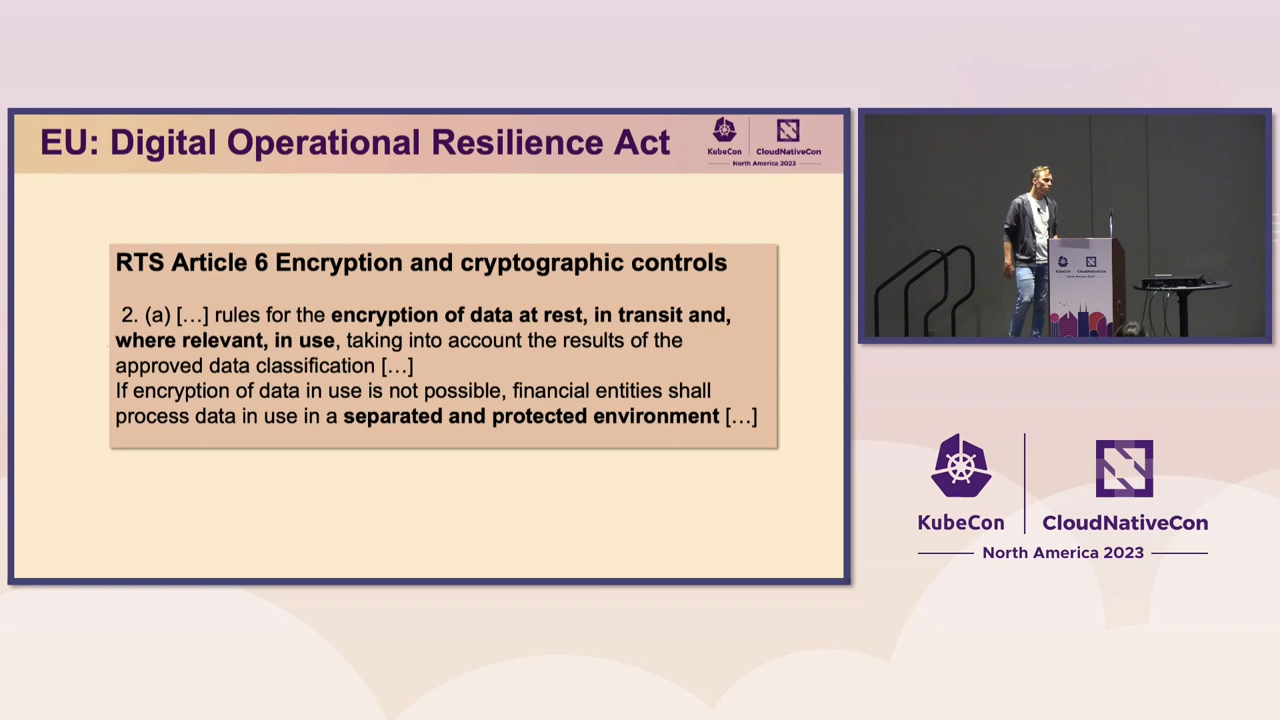 EU: Digital Operational Resilience Act
KubeCon
CloudNativeCon
North America 2023
RTS Article 6 Encryption and cryptographic controls
2. (a) […] rules for the encryption of data at rest, in transit and,
where relevant, in use, taking into account the results of the
approved data classification […]
If encryption of data in use is not possible, financial entities shall
process data in use in a separated and protected environment […]
KubeCon
CloudNativeCon
KubeCon
CloudNativeCon
North America 2023